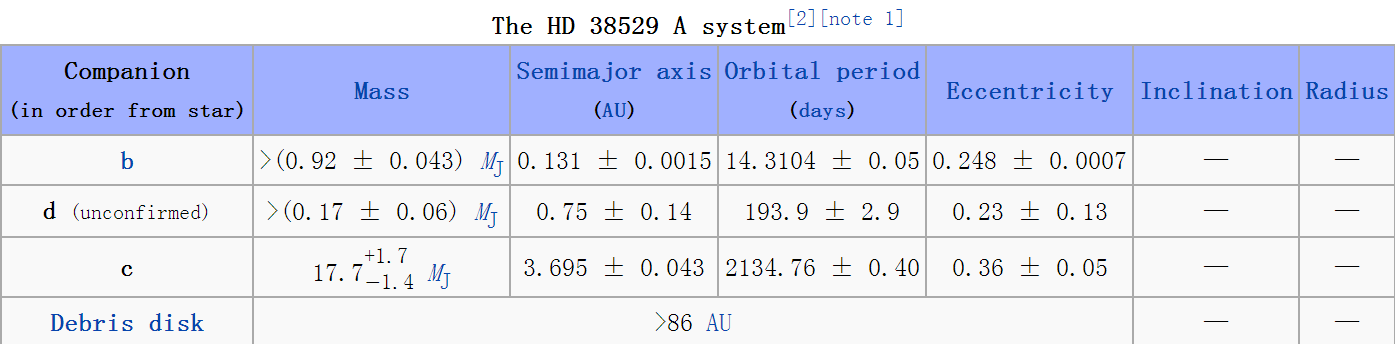 The HD 38529 A system[2][note 1]
Companion
(in order from star)
Mass
Semimajor axis
(AU)
Orbital period
(days)
Eccentricity
Inclination
Radius
b >(0.92 ± 0.043) MJ 0.131 ± 0.0015 14.3104 ± 0.05 0.248 ± 0.0007 — —
d (unconfirmed) >(0.17 ± 0.06) MJ 0.75 ± 0.14 193.9 ± 2.9 0.23 ± 0.13 — —
c 17.7+1.7−1.4 MJ 3.695 ± 0.043 2134.76 ± 0.40 0.36 ± 0.05 — —
Debris disk >86 AU — —